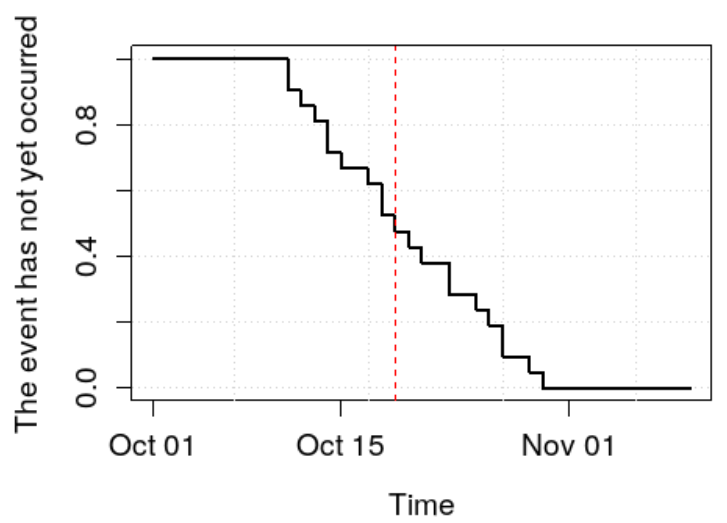 The event has not yet occurred
0.8
0.4
0.0
Oct 01
Oct 15
Nov 01
Time